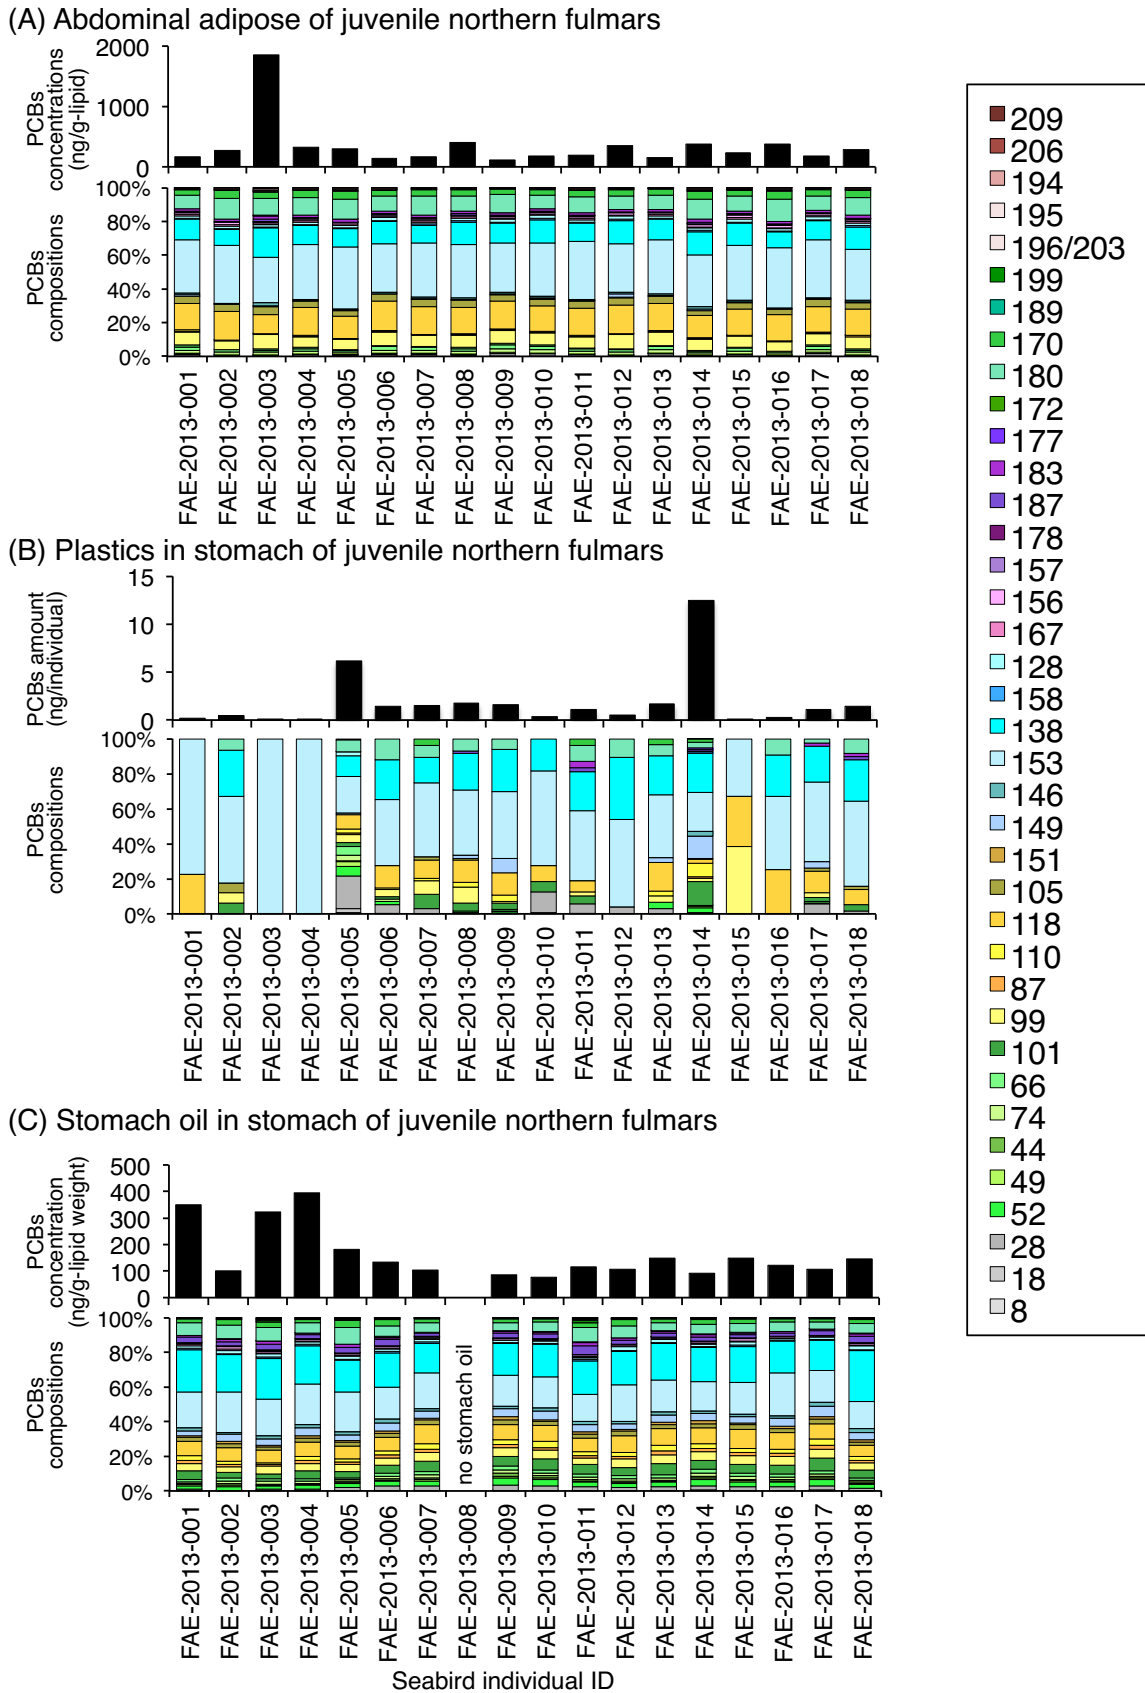 (A) Abdominal adipose of juvenile northern fulmars
PCBs
concentrations
(ng/g-lipid)
2000
1000
0
PCBs
compositions
100%
80%
60%
40%
20%
0%
FAE-2013-001
FAE-2013-002
FAE-2013-003
FAE-2013-004
FAE-2013-005
FAE-2013-006
FAE-2013-007
FAE-2013-008
FAE-2013-009
FAE-2013-010
FAE-2013-011
FAE-2013-012
FAE-2013-013
FAE-2013-014
FAE-2013-015
FAE-2013-016
FAE-2013-017
FAE-2013-018
(B) Plastics in stomach of juvenile northern fulmars
PCBs amount
(ng/individual)
15
10
5
0
PCBs
compositions
100%
80%
60%
40%
20%
0%
FAE-2013-001
FAE-2013-002
FAE-2013-003
FAE-2013-004
FAE-2013-005
FAE-2013-006
FAE-2013-007
FAE-2013-008
FAE-2013-009
FAE-2013-010
FAE-2013-011
FAE-2013-012
FAE-2013-013
FAE-2013-014
FAE-2013-015
FAE-2013-016
FAE-2013-017
FAE-2013-018
(C) Stomach oil in stomach of juvenile northern fulmars
PCBs
concentration
(ng/g-lipid weight)
500
400
300
200
100
0
PCBs
compositions
100%
80%
60%
40%
20%
0%
no stomach oil
FAE-2013-001
FAE-2013-002
FAE-2013-003
FAE-2013-004
FAE-2013-005
FAE-2013-006
FAE-2013-007
FAE-2013-008
FAE-2013-009
FAE-2013-010
FAE-2013-011
FAE-2013-012
FAE-2013-013
FAE-2013-014
FAE-2013-015
FAE-2013-016
FAE-2013-017
FAE-2013-018
Seabird individual ID
209
206
194
195
196/203
199
189
170
180
172
177
183
187
178
157
156
167
128
158
138
153
146
149
151
105
118
110
87
99
101
66
74
44
49
52
28
18
8